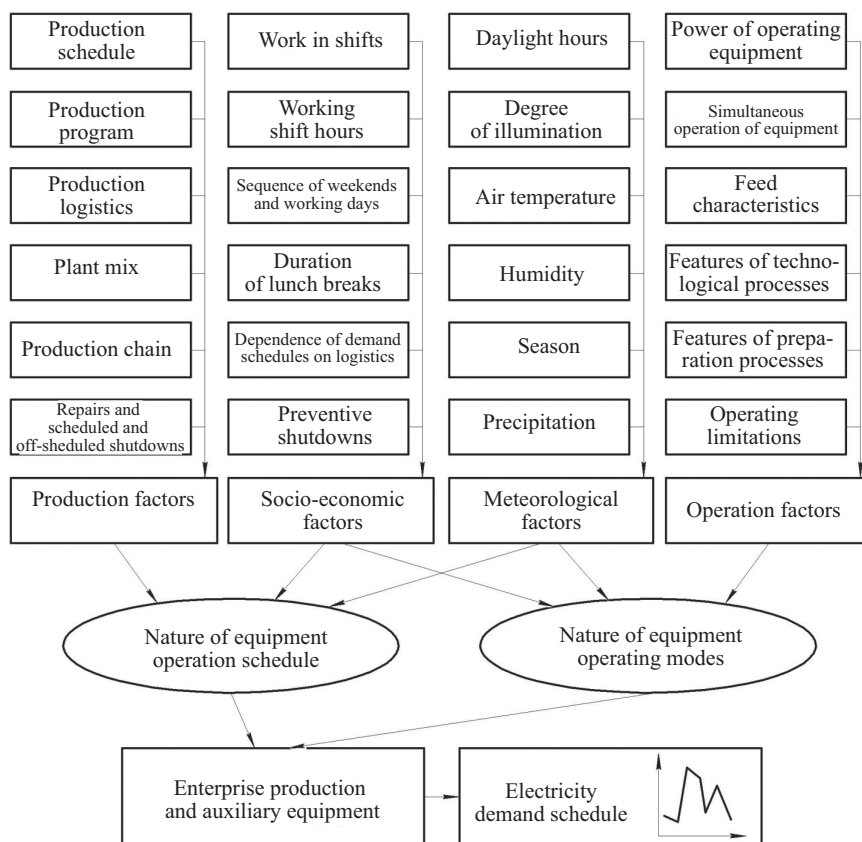 Production
schedule
Work in shifts
Daylight hours
Power of operating
equipment
Production
program
Working
shift hours
Degree
of illumination
Simultaneous
operation of equipment
Production
logistics
Sequence of weekends
and working days
Air temperature
Feed
characteristics
Plant mix
Duration
of lunch breaks
Humidity
Features of techno-
logical processes
Production chain
Dependence of demand
schedules on logistics
Season
Features of prepa-
ration processes
Repairs and
scheduled and
off-sheduled shutdowns
Preventive
shutdowns
Precipitation
Operating
limitations
Production factors
Socio-economic
factors
Meteorological
factors
Operation factors
Nature of equipment
operation schedule
Nature of equipment
operating modes
Enterprise production
and auxiliary equipment
Electricity
demand schedule